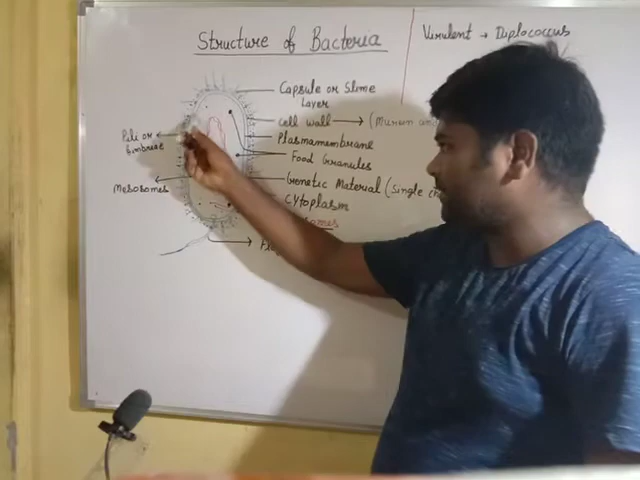 Structure of Bacteria
Virulent → Diplococcus
Capsule or Slime
Layer
Cell wall → (Murein
Plasmamembrane
Food Granules
Genetic Material (Single
Cytoplasm
Pili or
Mesosomes